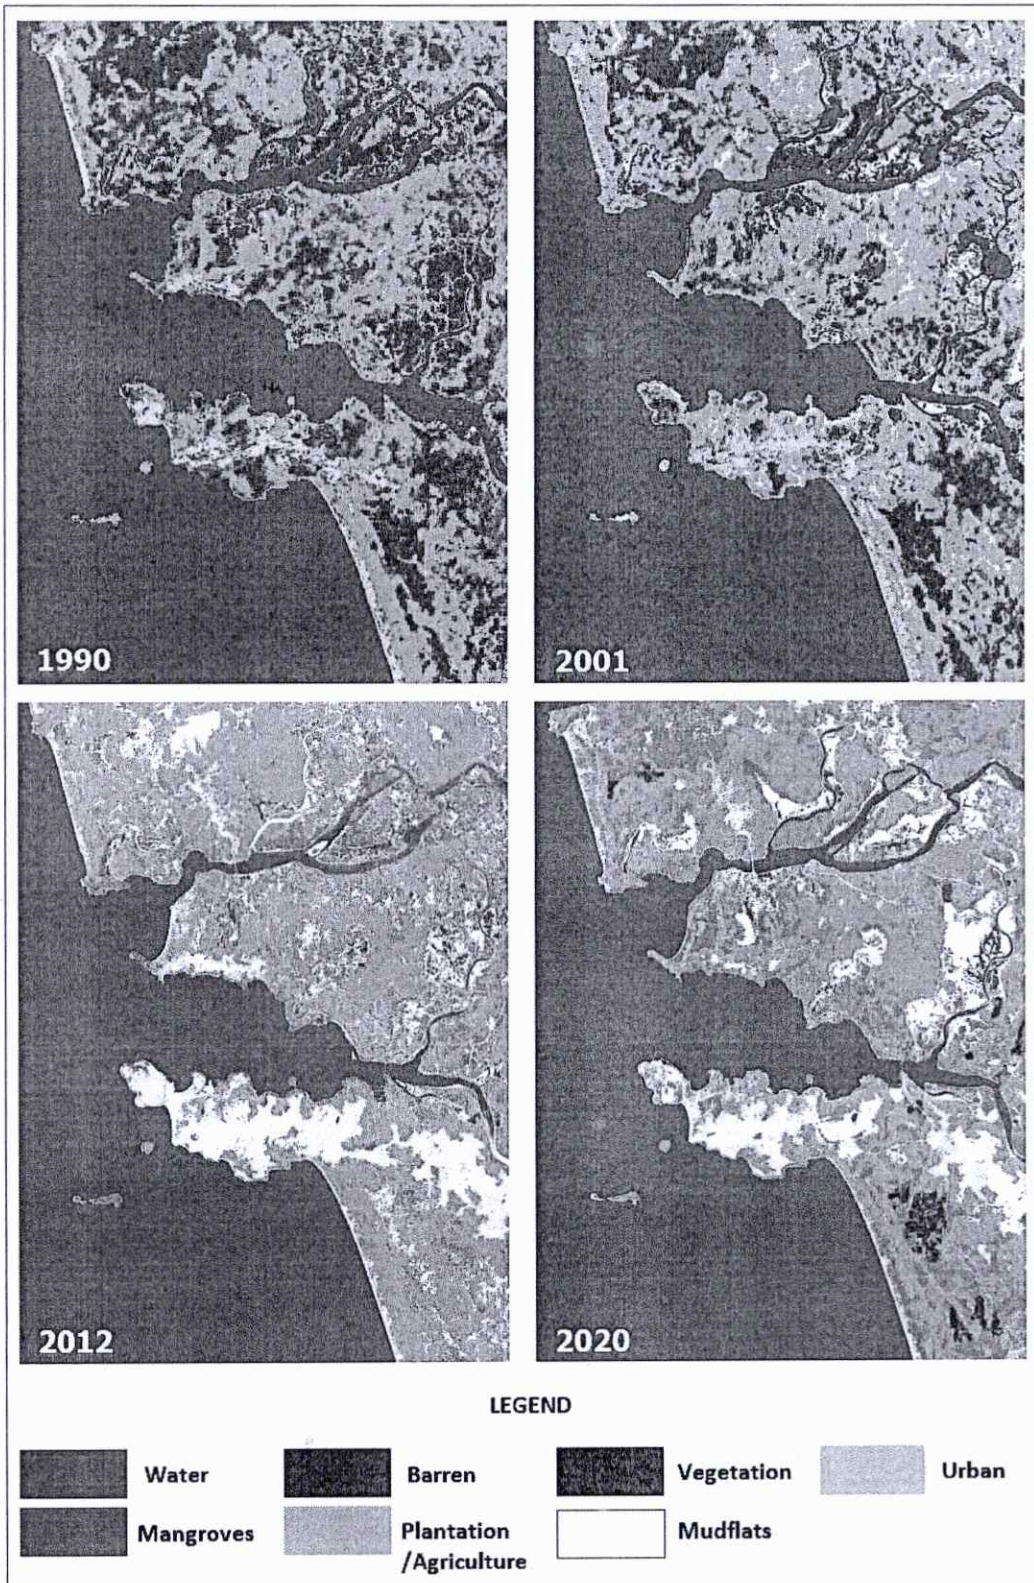 1990
2001
2012
2020
LEGEND
Water
Barren
Vegetation
Urban
Mangroves
Plantation
/Agriculture
Mudflats